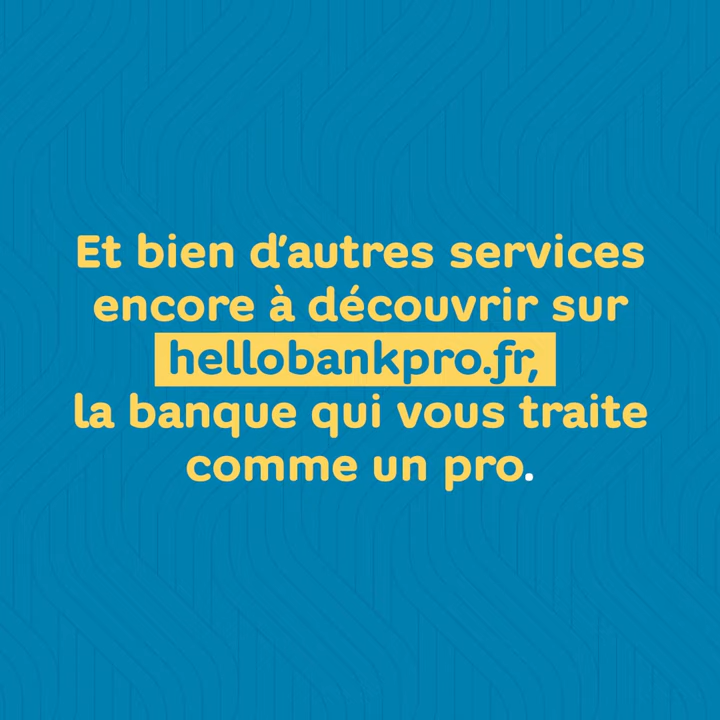 Et bien d'autres services
encore à découvrir sur
hellobankpro.fr,
la banque qui vous traite
comme un pro.